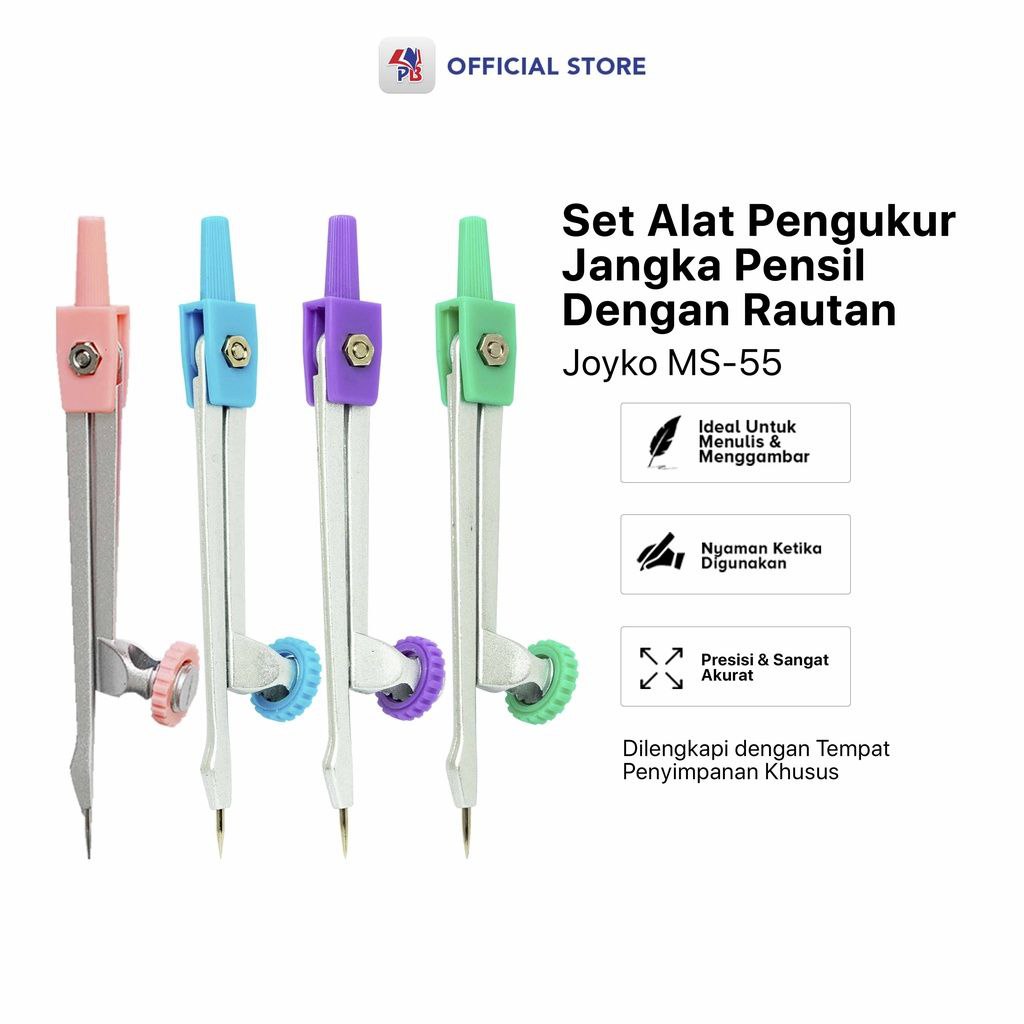 PB
OFFICIAL STORE
Set Alat Pengukur
Jangka Pensil
Dengan Rautan
Joyko MS-55
Ideal Untuk
Menulis &
Menggambar
Nyaman Ketika
Digunakan
Presisi & Sangat
Akurat
Dilengkapi dengan Tempat
Penyimpanan Khusus